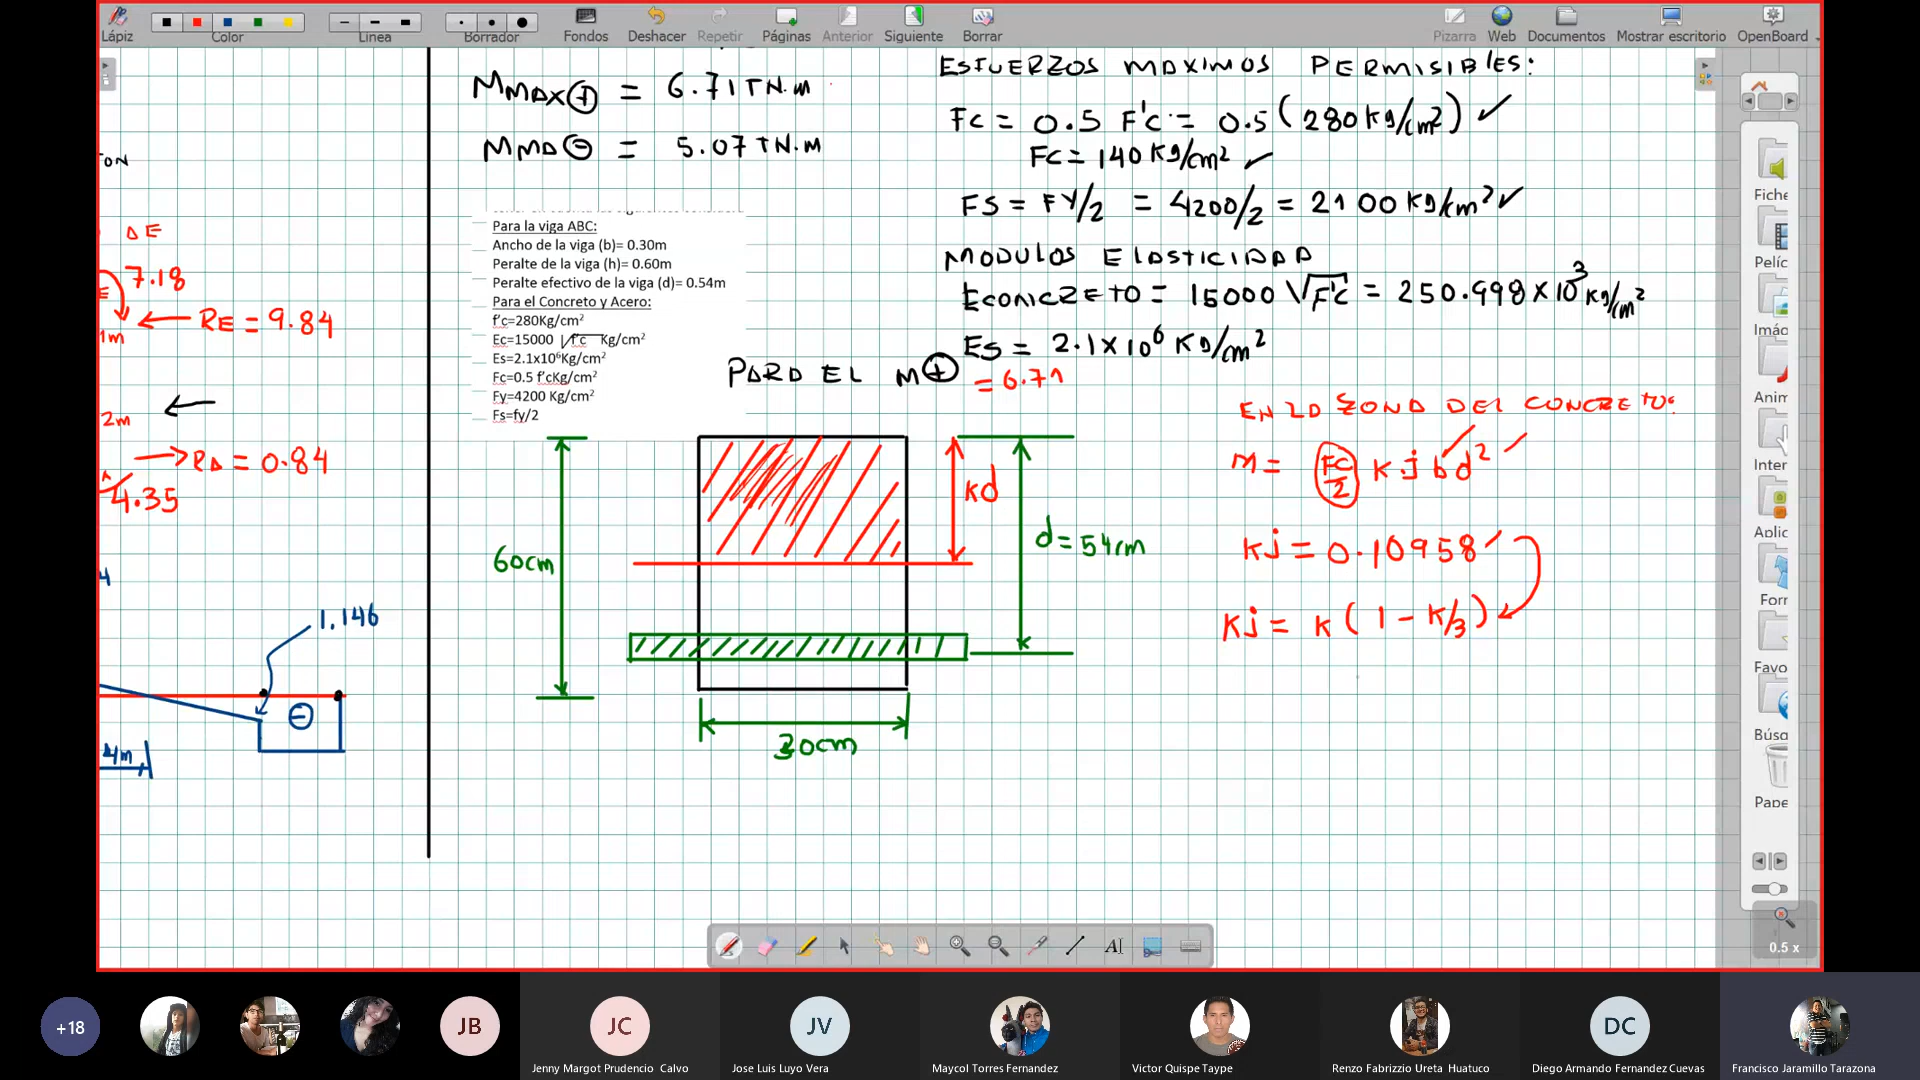 Lápiz
Color
Linea
Borrador
Fondos
Deshacer
Repetir
Páginas
Anterior
Siguiente
Borrar
Pizarra
Web
Documentos
Mostrar escritorio
OpenBoard
MMAX⊕ = 6.71 TN.M
MMA⊖ = 5.07 TN.M
TON
DE
7.18
1m
← RE = 9.84
2m
→ RA = 0.84
4.35
4
1.146
⊖
4m
Para la viga ABC:
Ancho de la viga (b)= 0.30m
Peralte de la viga (h)= 0.60m
Peralte efectivo de la viga (d)= 0.54m
Para el Concreto y Acero:
f'c=280Kg/cm²
Ec=15000 √f'c Kg/cm²
Es=2.1x10⁶Kg/cm²
Fc=0.5 f'cKg/cm²
Fy=4200 Kg/cm²
Fs=fy/2
ESFUERZOS MAXIMOS PERMISIBLES:
Fc = 0.5 F'c = 0.5 (280 Kg/cm²) ✓
Fc = 140 Kg/cm² ✓
FS = FY/2 = 4200/2 = 2100 Kg/cm² ✓
MODULOS ELASTICIDAD
ECONCRETO = 15000 √F'C = 250.998 x 10³ Kg/cm²
ES = 2.1 x 10⁶ KG/cm²
PARA EL M⊕
= 6.71
60cm
kd
d = 54cm
30cm
EN LA ZONA DEL CONCRETO:
M = Fc/2 k.j b d²
kj = 0.10958
kj = k ( 1 - k/3 )
Fiche
Pelíc
Imág
Anim
Inter
Aplic
Forr
Favo
Búsq
Pape
0.5 x
+18
JB
JC
JV
DC
Jenny Margot Prudencio Calvo
Jose Luis Luyo Vera
Maycol Torres Fernandez
Victor Quispe Taype
Renzo Fabrizzio Ureta Huatuco
Diego Armando Fernandez Cuevas
Francisco Jaramillo Tarazona